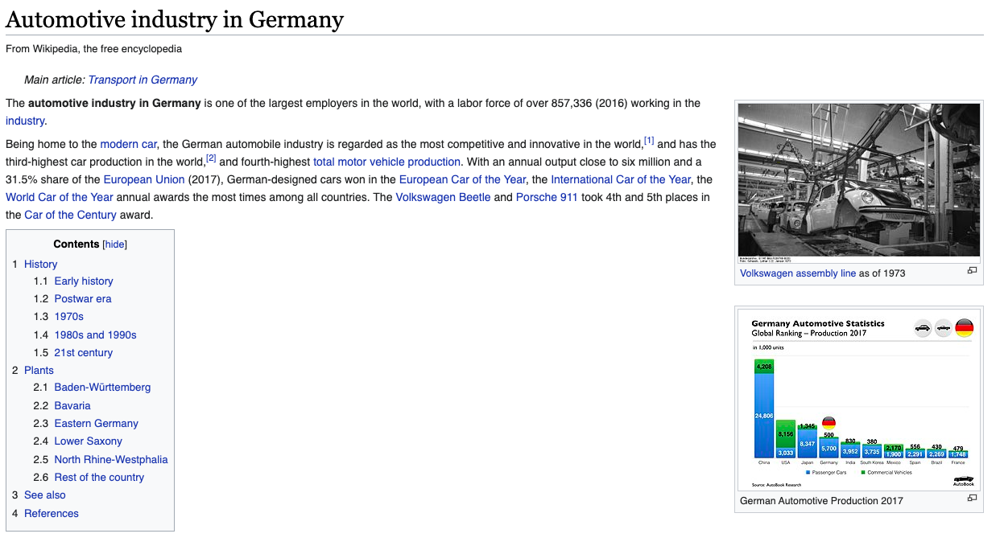 Automotive industry in Germany
From Wikipedia, the free encyclopedia
Main article: Transport in Germany
The automotive industry in Germany is one of the largest employers in the world, with a labor force of over 857,336 (2016) working in the
industry.
Being home to the modern car, the German automobile industry is regarded as the most competitive and innovative in the world,[1] and has the
third-highest car production in the world,[2] and fourth-highest total motor vehicle production. With an annual output close to six million and a
31.5% share of the European Union (2017), German-designed cars won in the European Car of the Year, the International Car of the Year, the
World Car of the Year annual awards the most times among all countries. The Volkswagen Beetle and Porsche 911 took 4th and 5th places in
the Car of the Century award.
Contents [hide]
1 History
1.1 Early history
1.2 Postwar era
1.3 1970s
1.4 1980s and 1990s
1.5 21st century
2 Plants
2.1 Baden-Württemberg
2.2 Bavaria
2.3 Eastern Germany
2.4 Lower Saxony
2.5 North Rhine-Westphalia
2.6 Rest of the country
3 See also
4 References
Volkswagen assembly line as of 1973
Germany Automotive Statistics
Global Ranking – Production 2017
in 1,000 units
4,208
24,806
8,156
3,033
1,345
8,347
500
5,700
830
3,952
380
3,735
2,170
1,900
556
2,291
430
2,269
479
1,748
China USA Japan Germany India South Korea Mexico Spain Brazil France
Passenger Cars Commercial Vehicles
Source: AutoBook Research
AutoBook
German Automotive Production 2017